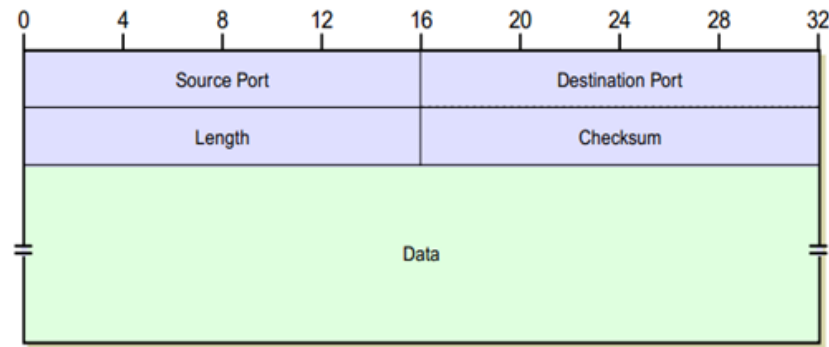 0 4 8 12 16 20 24 28 32
Source Port Destination Port
Length Checksum
Data